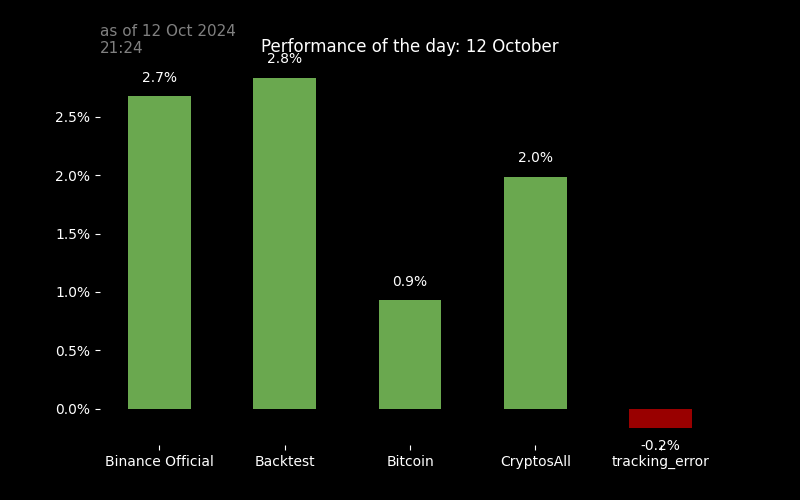 as of 12 Oct 2024
21:24
Performance of the day: 12 October
2.7%
2.8%
0.9%
2.0%
-0.2%
2.5%
2.0%
1.5%
1.0%
0.5%
0.0%
Binance Official
Backtest
Bitcoin
CryptosAll
tracking_error